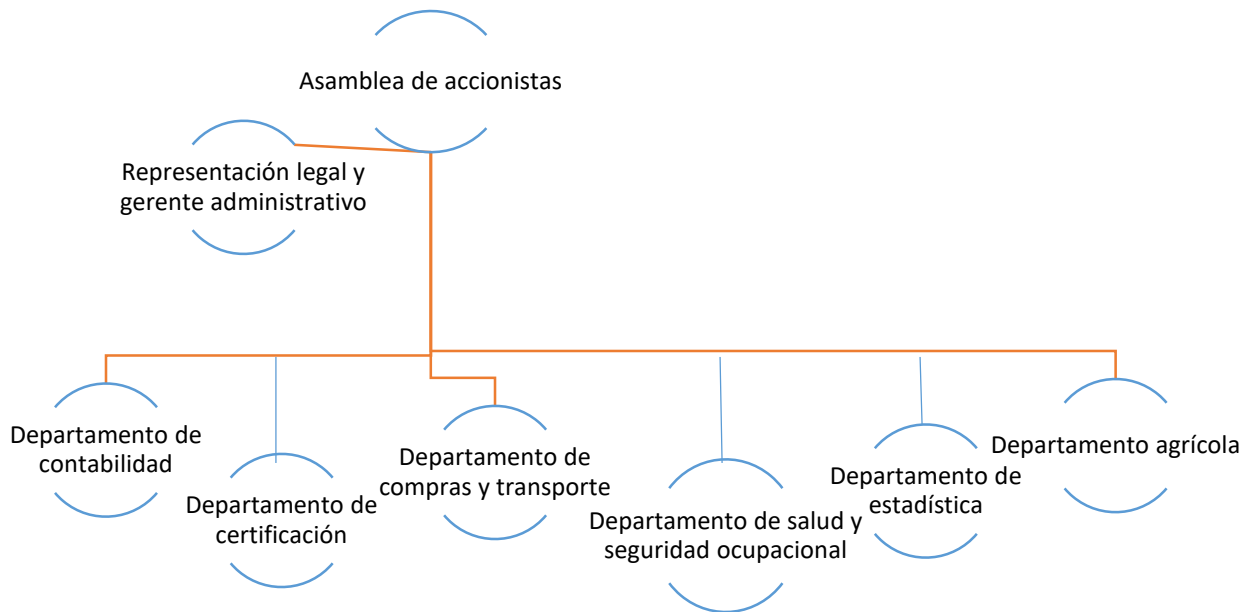 Asamblea de accionistas
Representación legal y
gerente administrativo
Departamento de
contabilidad
Departamento de
certificación
Departamento de
compras y transporte
Departamento de salud y
seguridad ocupacional
Departamento de
estadística
Departamento agrícola